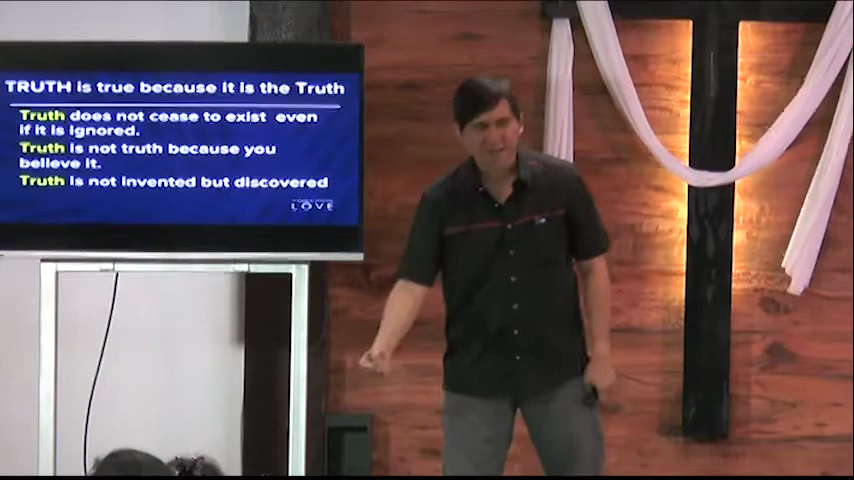 TRUTH is true because it is the Truth
Truth does not cease to exist even
if it is ignored.
Truth is not truth because you
believe it.
Truth is not invented but discovered
LOVE